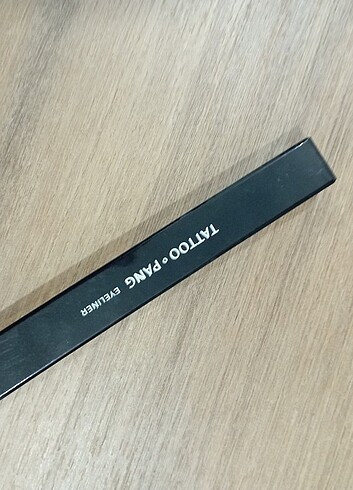 TATTOO • PANG EYELINER